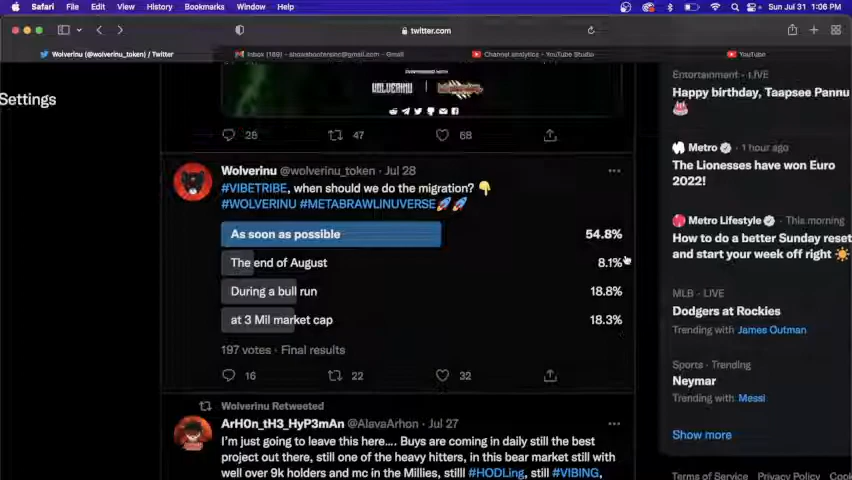 Safari File Edit View History Bookmarks Window Help Sun Jul 31 1:06 PM
twitter.com
Wolverinu (@wolverinu_token) / Twitter Inbox (169) - showshootersinc@gmail.com - Gmail Channel analytics - YouTube Studio YouTube
Settings
WOLVERINU
28 47 68
Wolverinu @wolverinu_token · Jul 28
#VIBETRIBE, when should we do the migration? 👇
#WOLVERINU #METABRAWLINUVERSE🚀🚀
As soon as possible 54.8%
The end of August 8.1%
During a bull run 18.8%
at 3 Mil market cap 18.3%
197 votes · Final results
16 22 32
Wolverinu Retweeted
ArH0n_tH3_HyP3mAn @AlavaArhon · Jul 27
I'm just going to leave this here.... Buys are coming in daily still the best
project out there, still one of the heavy hitters, in this bear market still with
well over 9k holders and mc in the Millies, stilll #HODLing, still #VIBING,
Entertainment · LIVE
Happy birthday, Taapsee Pannu
🎂
Metro · 1 hour ago
The Lionesses have won Euro
2022!
Metro Lifestyle · This morning
How to do a better Sunday reset
and start your week off right ☀️
MLB · LIVE
Dodgers at Rockies
Trending with James Outman
Sports · Trending
Neymar
Trending with Messi
Show more
Terms of Service Privacy Policy Cook